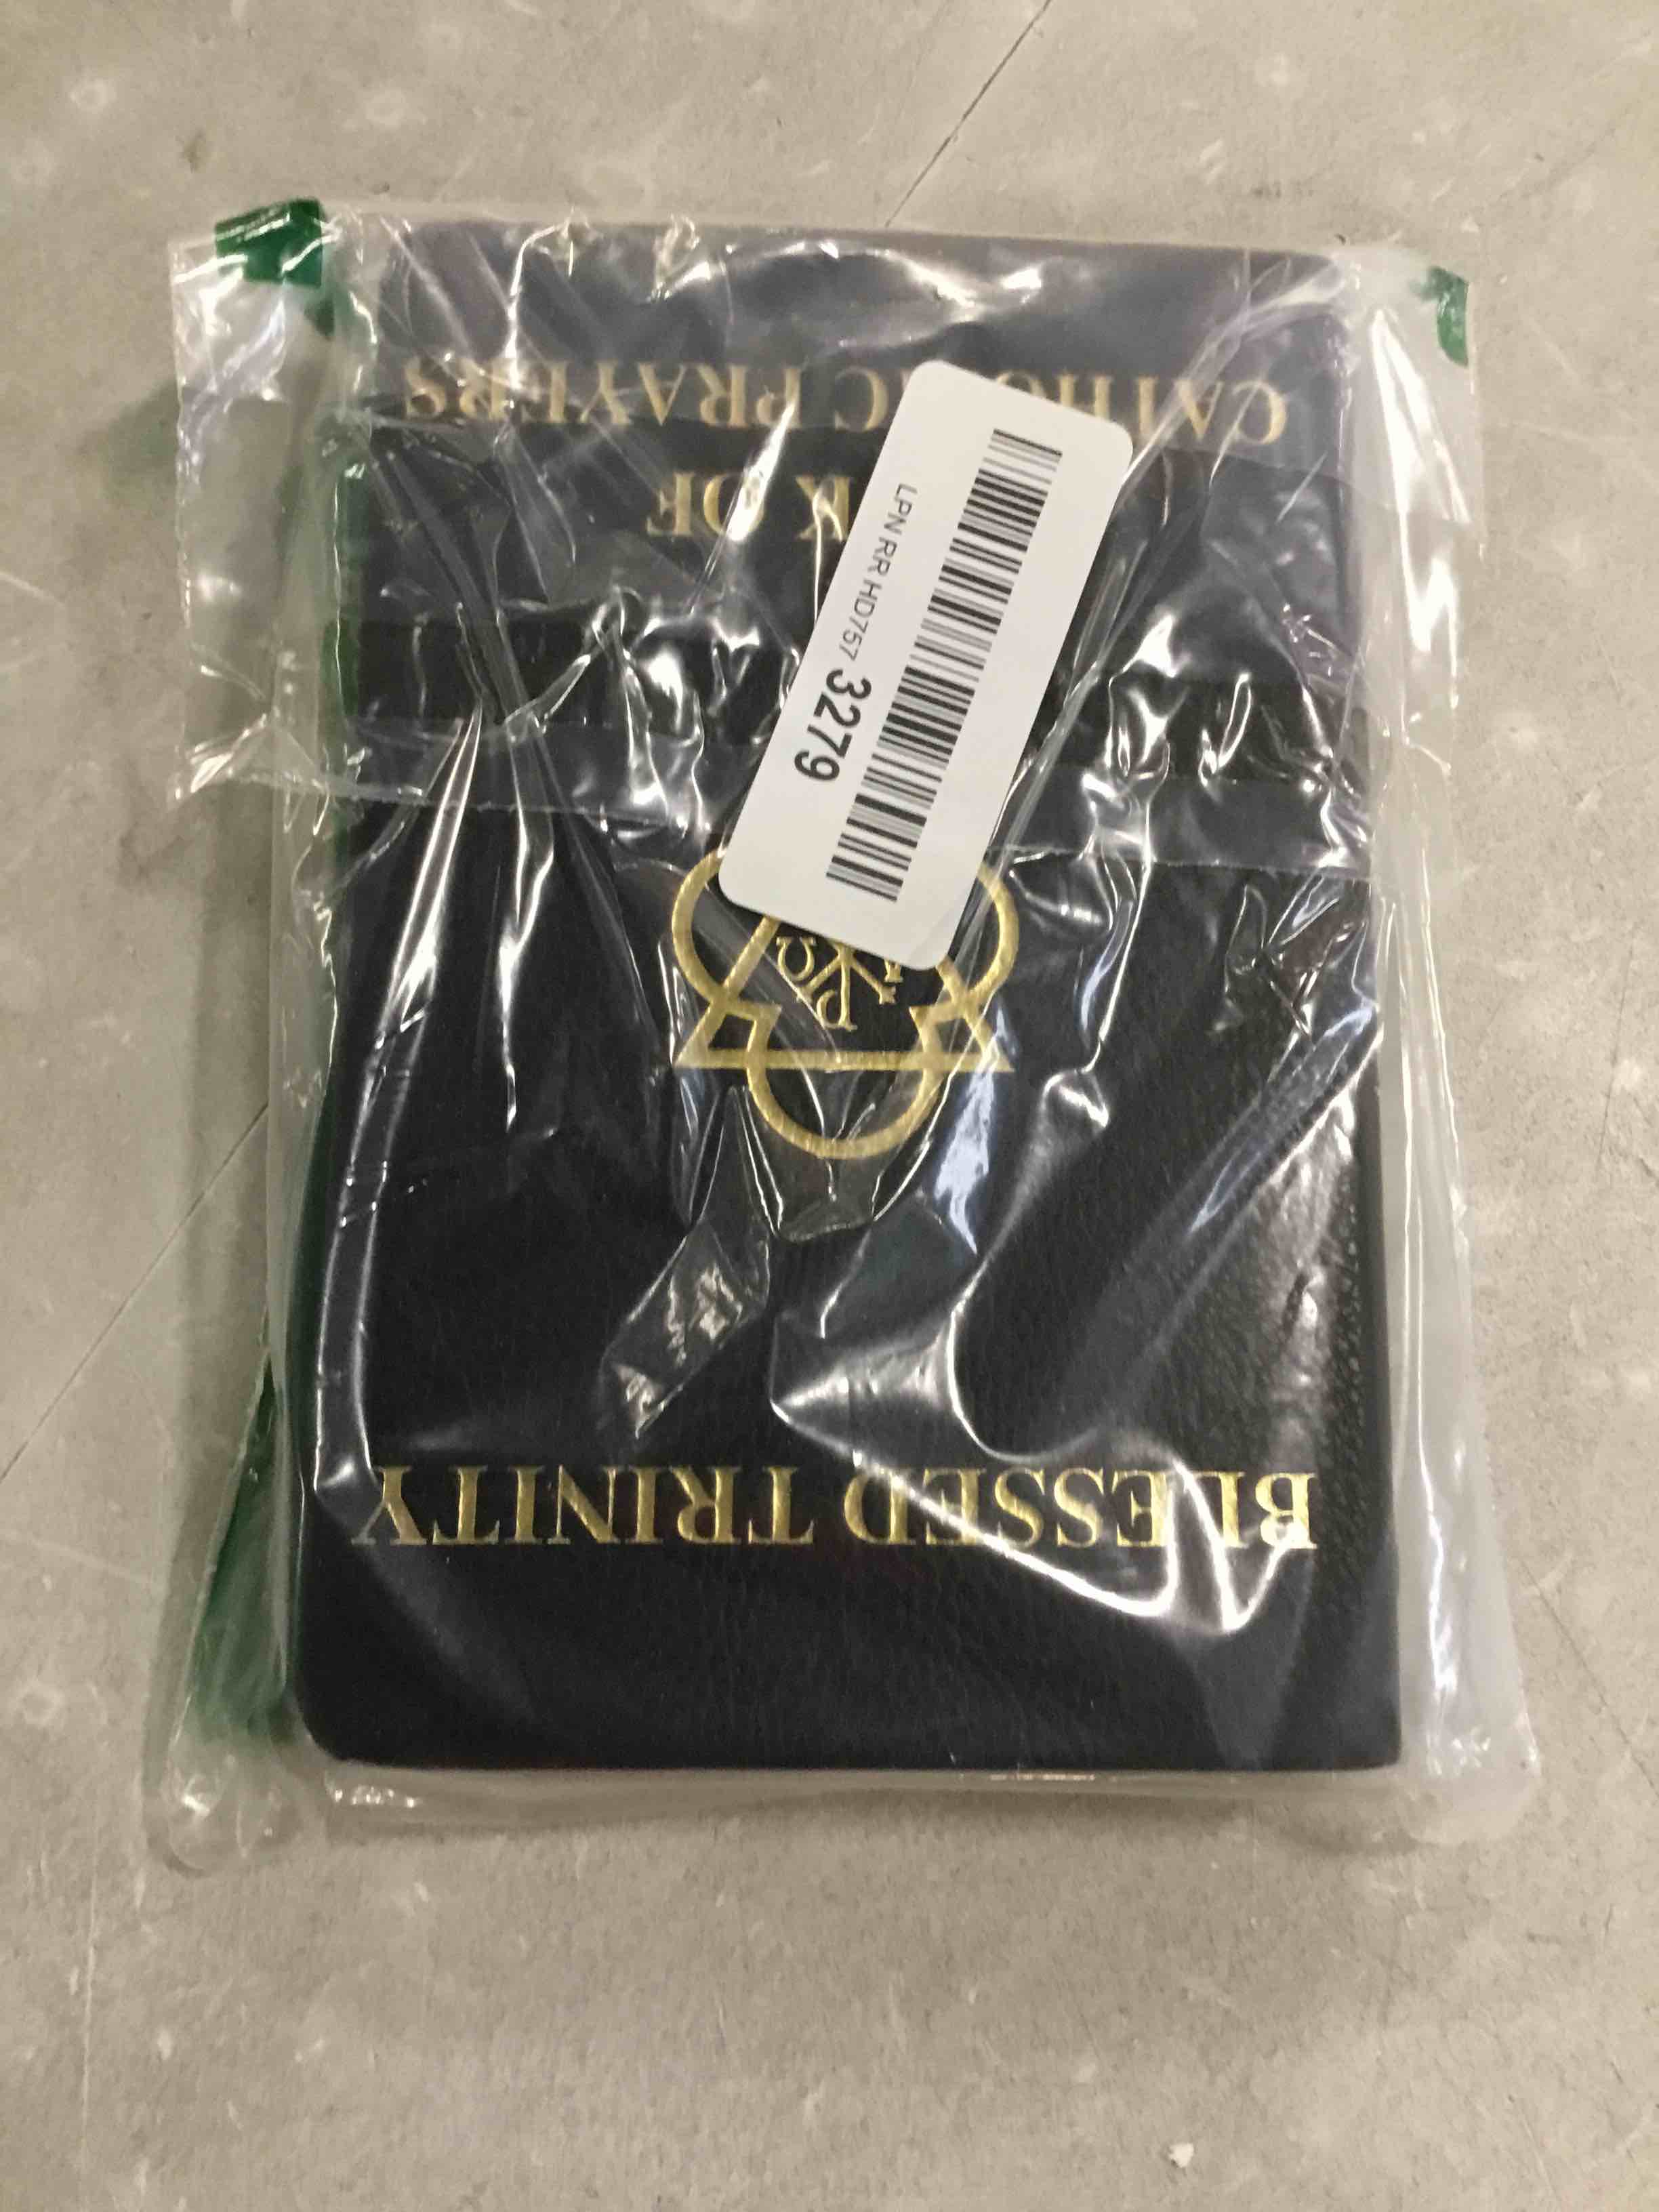 BLESSED TRINITY
K OF
CATHOLIC PRAYERS
LPN RR HD757 3279